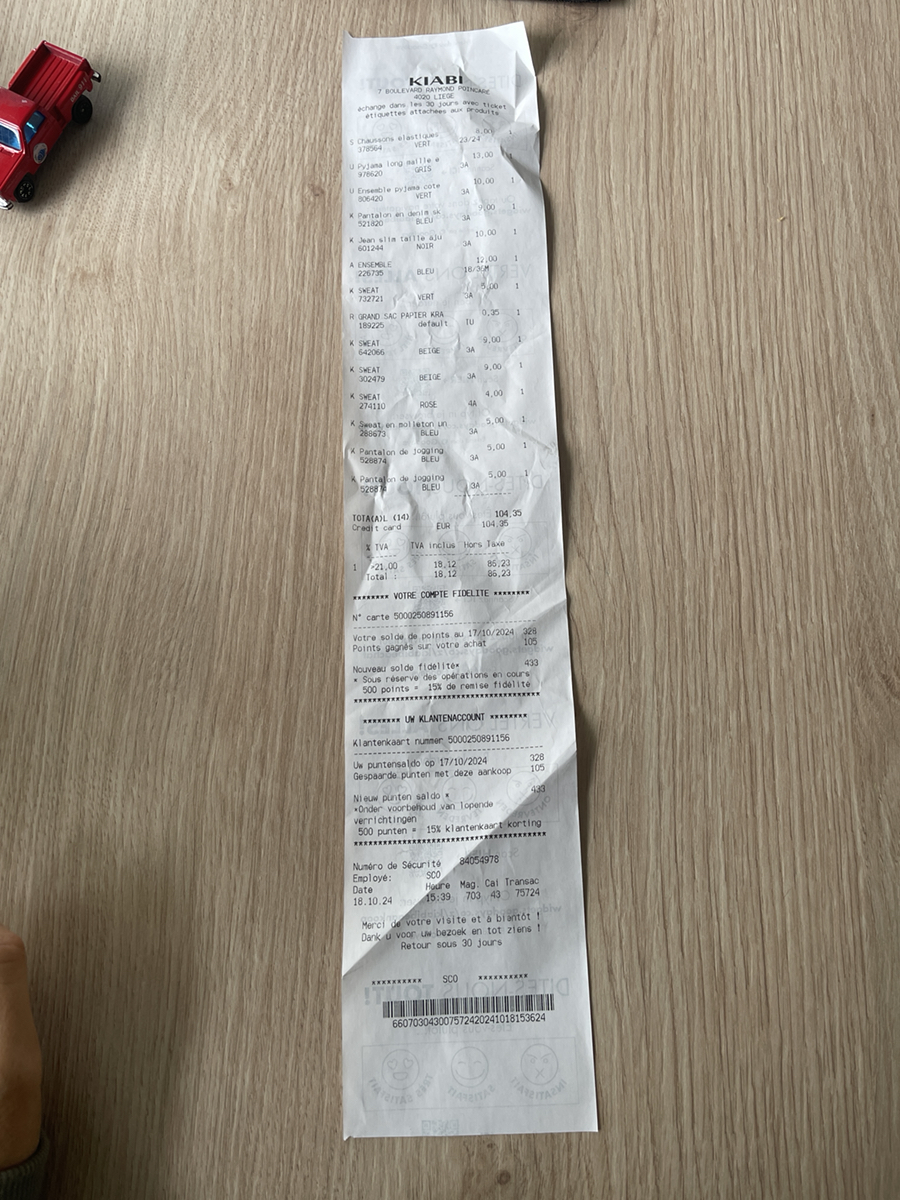 KIABI
7 BOULEVARD RAYMOND POINCARE
4020 LIEGE
échange dans les 30 jours avec ticket
étiquettes attachées aux produits
S Chaussons élastiques 8,00 1
378564 VERT 23/24
U Pyjama long maille e 13,00 1
978620 GRIS 3A
U Ensemble pyjama cote 10,00 1
806420 VERT 3A
K Pantalon en denim sk 9,00 1
521820 BLEU 3A
K Jean slim taille aju 10,00 1
601244 NOIR 3A
A ENSEMBLE 12,00 1
226735 BLEU 18/36M
K SWEAT 5,00 1
732721 VERT 3A
R GRAND SAC PAPIER KRA 0,35 1
189225 default TU
K SWEAT 9,00 1
642066 BEIGE 3A
K SWEAT 9,00 1
302479 BEIGE 3A
K SWEAT 4,00 1
274110 ROSE 4A
K Sweat en molleton un 5,00 1
288673 BLEU 3A
K Pantalon de jogging 5,00 1
528874 BLEU 3A
K Pantalon de jogging 5,00 1
528874 BLEU 3A
TOTA(A)L (14) 104,35
Credit card EUR 104,35
% TVA TVA inclus Hors Taxe
1 >21,00 18,12 86,23
Total : 18,12 86,23
******** VOTRE COMPTE FIDELITE ********
N° carte 5000250891156
Votre solde de points au 17/10/2024 328
Points gagnés sur votre achat 105
Nouveau solde fidélité* 433
* Sous réserve des opérations en cours
500 points = 15% de remise fidélité
******** UW KLANTENACCOUNT ********
Klantenkaart nummer 5000250891156
Uw puntensaldo op 17/10/2024 328
Gespaarde punten met deze aankoop 105
Nieuw punten saldo * 433
*Onder voorbehoud van lopende
verrichtingen
500 punten = 15% klantenkaart korting
Numéro de Sécurité 84054978
Employé: SCO
Date Heure Mag. Cai Transac
18.10.24 15:39 703 43 75724
Merci de votre visite et à bientôt !
Dank u voor uw bezoek en tot ziens !
Retour sous 30 jours
********** SCO **********
660703043007572420241018153624